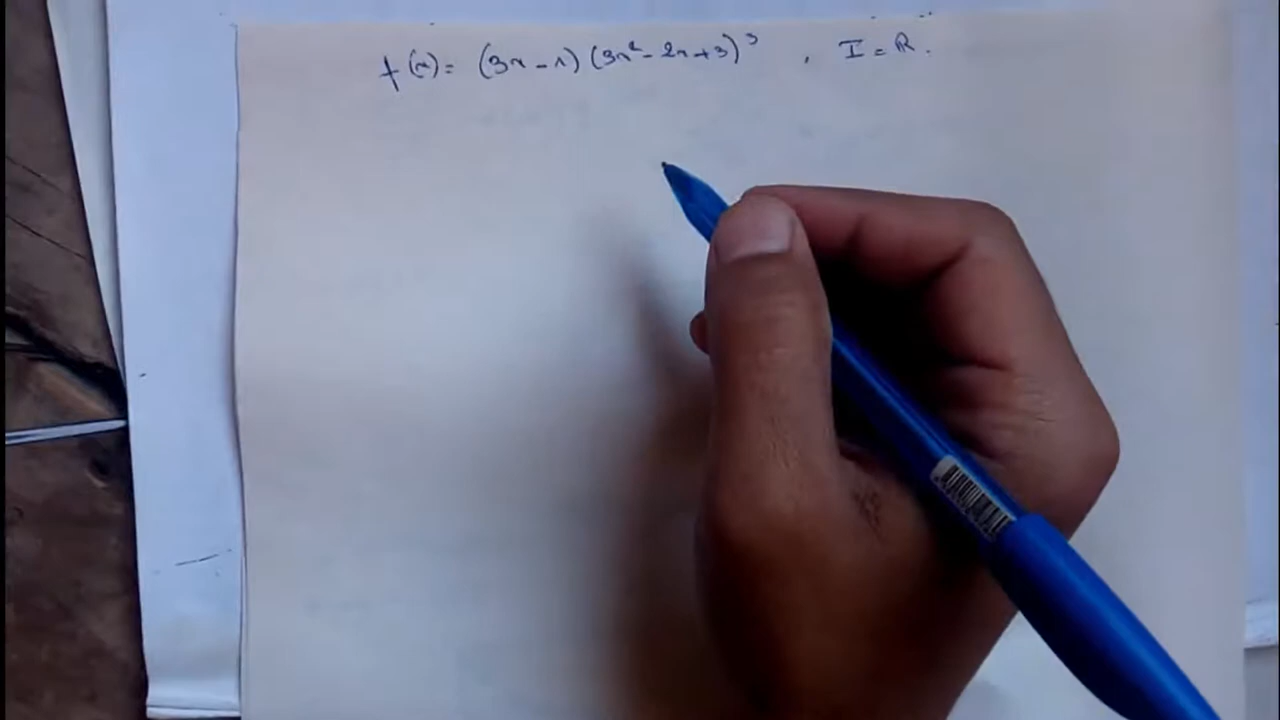 f(x) = (3x - 1)(3x² - 2x + 3)³ , I = ℝ.